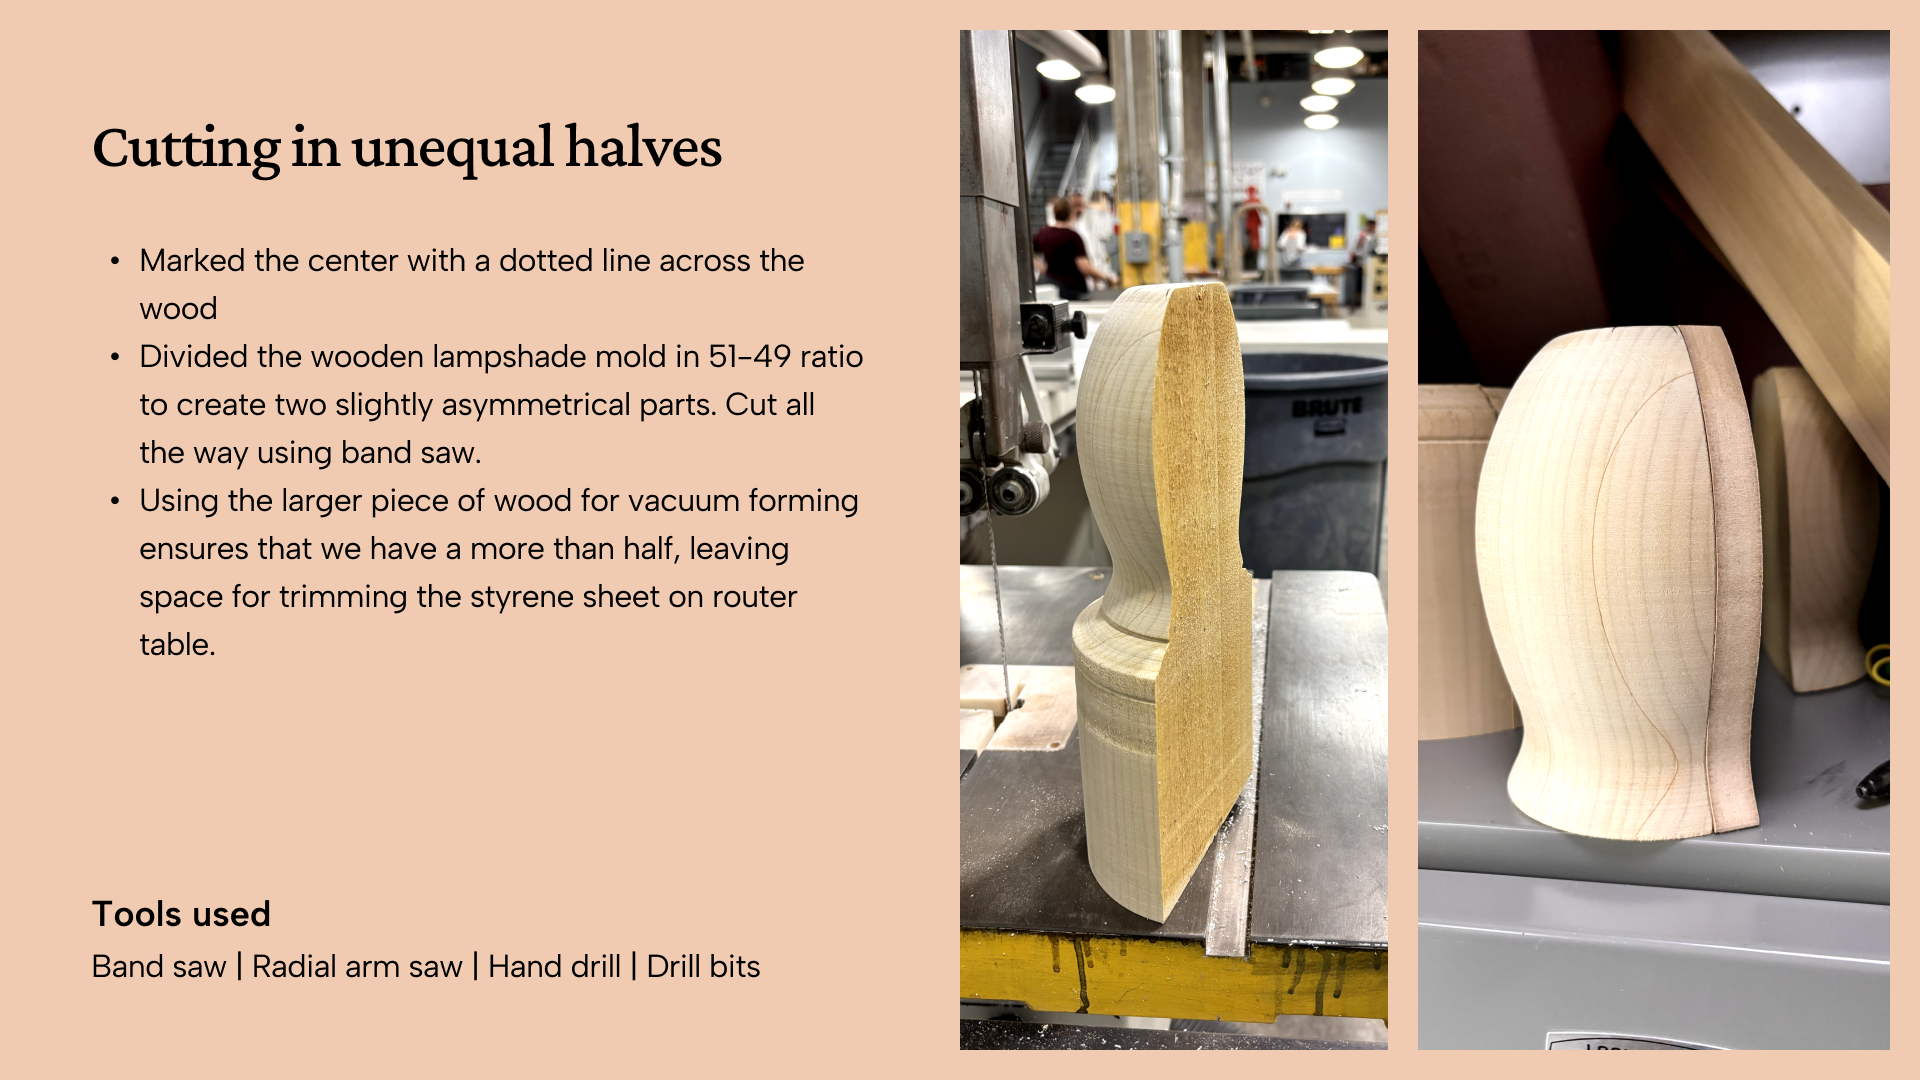 Cutting in unequal halves
• Marked the center with a dotted line across the
wood
• Divided the wooden lampshade mold in 51-49 ratio
to create two slightly asymmetrical parts. Cut all
the way using band saw.
• Using the larger piece of wood for vacuum forming
ensures that we have a more than half, leaving
space for trimming the styrene sheet on router
table.
Tools used
Band saw | Radial arm saw | Hand drill | Drill bits
BRUTE